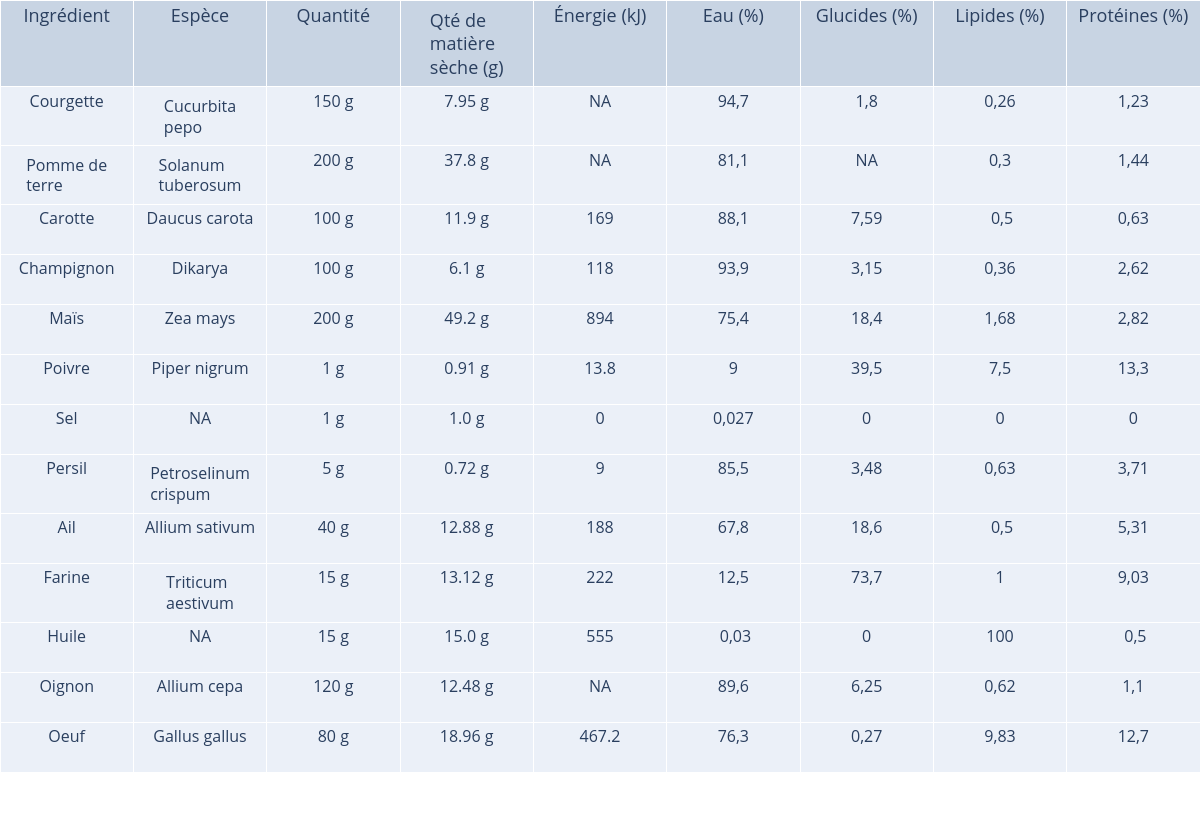 Ingrédient Espèce Quantité Qté de matière sèche (g) Énergie (kJ) Eau (%) Glucides (%) Lipides (%) Protéines (%)
Courgette Cucurbita pepo 150 g 7.95 g NA 94,7 1,8 0,26 1,23
Pomme de terre Solanum tuberosum 200 g 37.8 g NA 81,1 NA 0,3 1,44
Carotte Daucus carota 100 g 11.9 g 169 88,1 7,59 0,5 0,63
Champignon Dikarya 100 g 6.1 g 118 93,9 3,15 0,36 2,62
Maïs Zea mays 200 g 49.2 g 894 75,4 18,4 1,68 2,82
Poivre Piper nigrum 1 g 0.91 g 13.8 9 39,5 7,5 13,3
Sel NA 1 g 1.0 g 0 0,027 0 0 0
Persil Petroselinum crispum 5 g 0.72 g 9 85,5 3,48 0,63 3,71
Ail Allium sativum 40 g 12.88 g 188 67,8 18,6 0,5 5,31
Farine Triticum aestivum 15 g 13.12 g 222 12,5 73,7 1 9,03
Huile NA 15 g 15.0 g 555 0,03 0 100 0,5
Oignon Allium cepa 120 g 12.48 g NA 89,6 6,25 0,62 1,1
Oeuf Gallus gallus 80 g 18.96 g 467.2 76,3 0,27 9,83 12,7